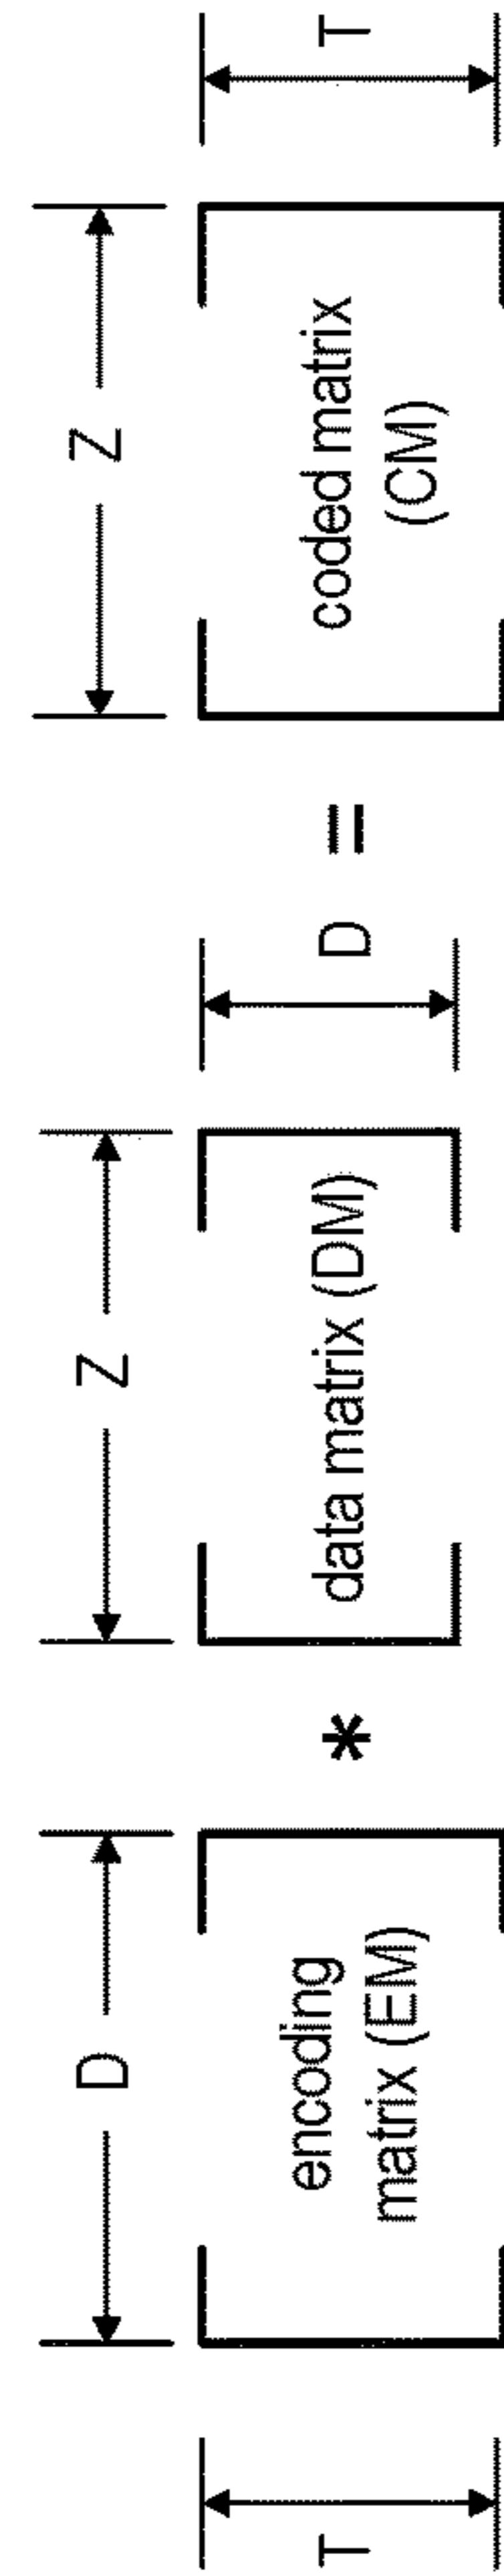 T
D
encoding
matrix (EM)
*
Z
data matrix (DM)
D
=
Z
coded matrix
(CM)
T